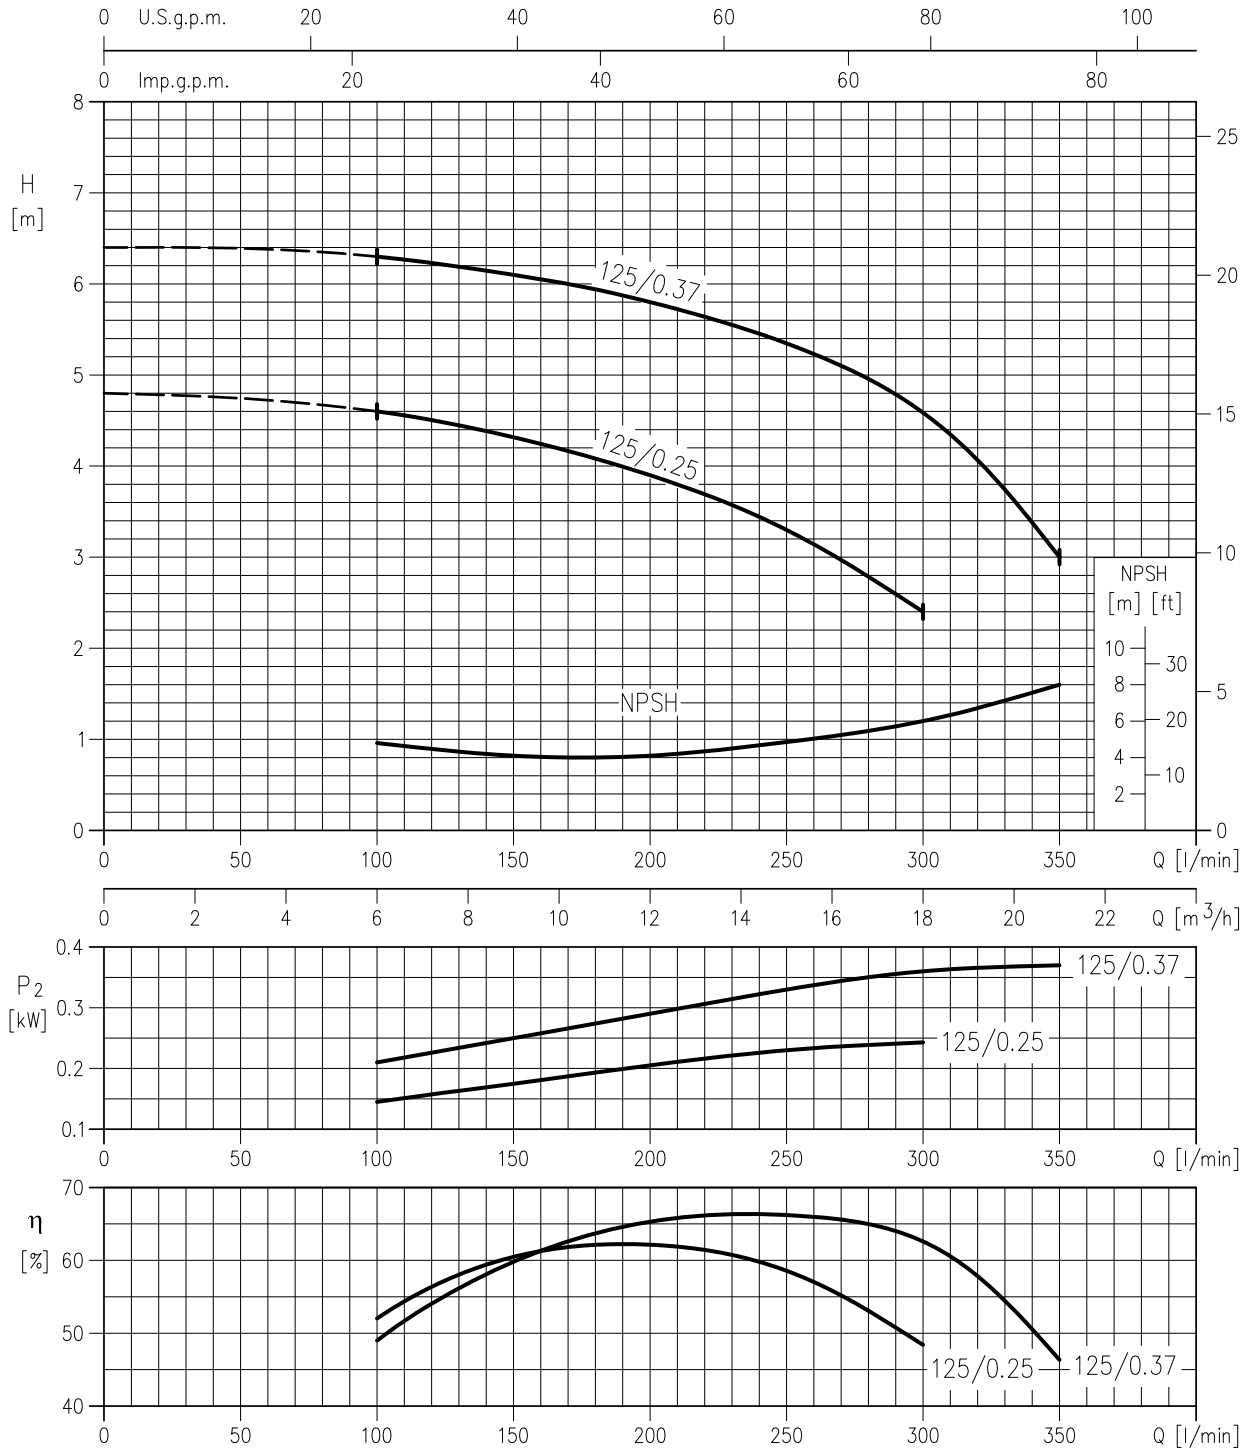 0 U.S.g.p.m. 20 40 60 80 100
0 Imp.g.p.m. 20 40 60 80
H
[m]
8
7
6
5
4
3
2
1
0
25
20
15
10
5
0
125/0.37
125/0.25
NPSH
NPSH
[m] [ft]
10
8
6
4
2
30
20
10
0 50 100 150 200 250 300 350 Q [l/min]
0 2 4 6 8 10 12 14 16 18 20 22 Q [m3/h]
P2
[kW]
0.4
0.3
0.2
0.1
125/0.37
125/0.25
0 50 100 150 200 250 300 350 Q [l/min]
η
[%]
70
60
50
40
125/0.25 125/0.37
0 50 100 150 200 250 300 350 Q [l/min]